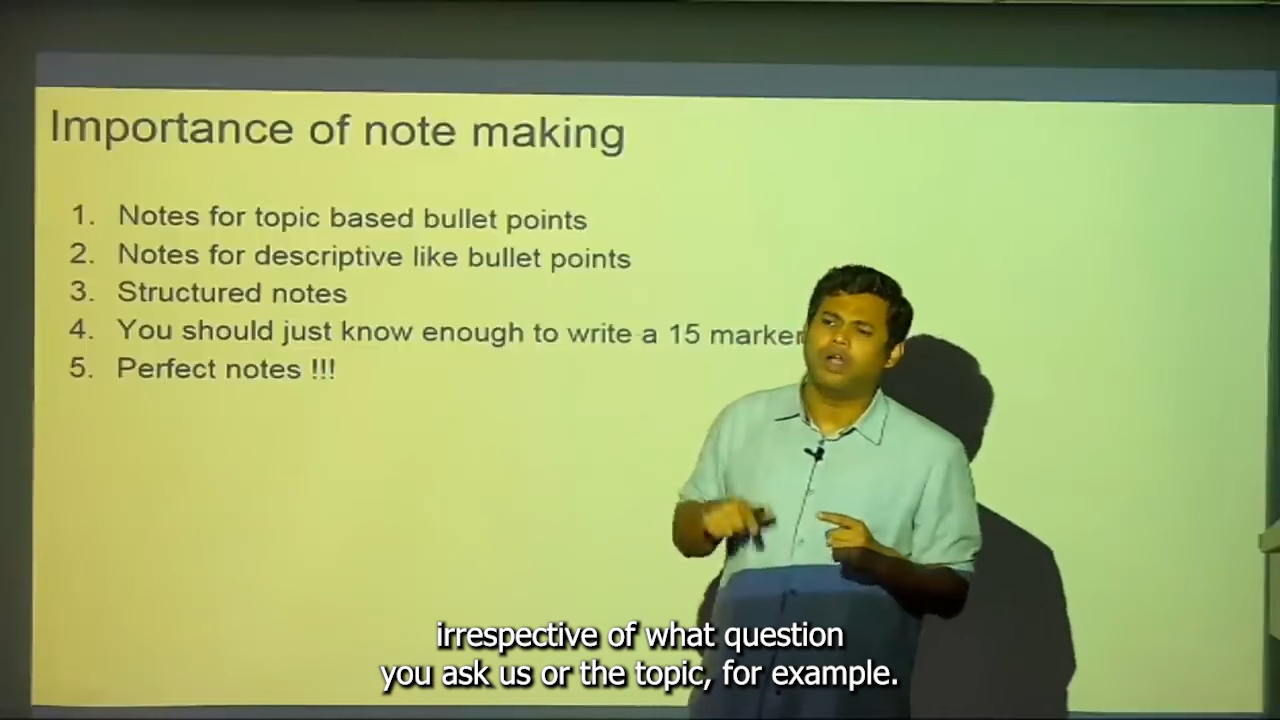 Importance of note making
1. Notes for topic based bullet points
2. Notes for descriptive like bullet points
3. Structured notes
4. You should just know enough to write a 15 marker
5. Perfect notes !!!
irrespective of what question
you ask us or the topic, for example.